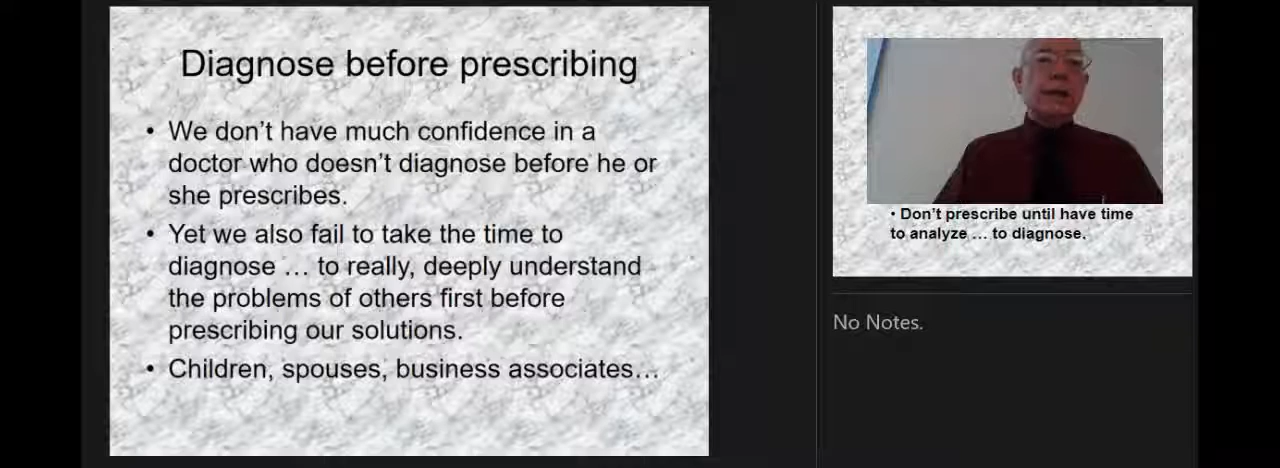 Diagnose before prescribing
• We don't have much confidence in a
doctor who doesn't diagnose before he or
she prescribes.
• Yet we also fail to take the time to
diagnose … to really, deeply understand
the problems of others first before
prescribing our solutions.
• Children, spouses, business associates…
• Don't prescribe until have time
to analyze … to diagnose.
No Notes.